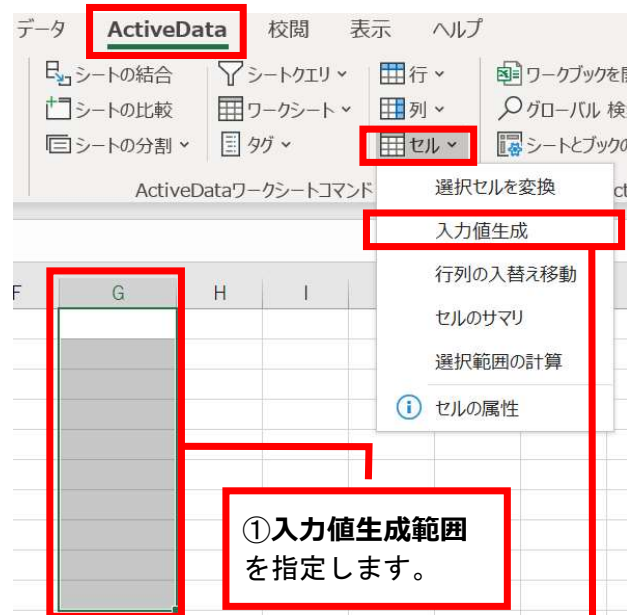 データ ActiveData 校閲 表示 ヘルプ
シートの結合 シートクエリ 行 ワークブックを
シートの比較 ワークシート 列 グローバル 検
シートの分割 タグ セル シートとブックの
ActiveDataワークシートコマンド
選択セルを変換
入力値生成
行列の入替え移動
セルのサマリ
選択範囲の計算
セルの属性
F G H I
①入力値生成範囲
を指定します。